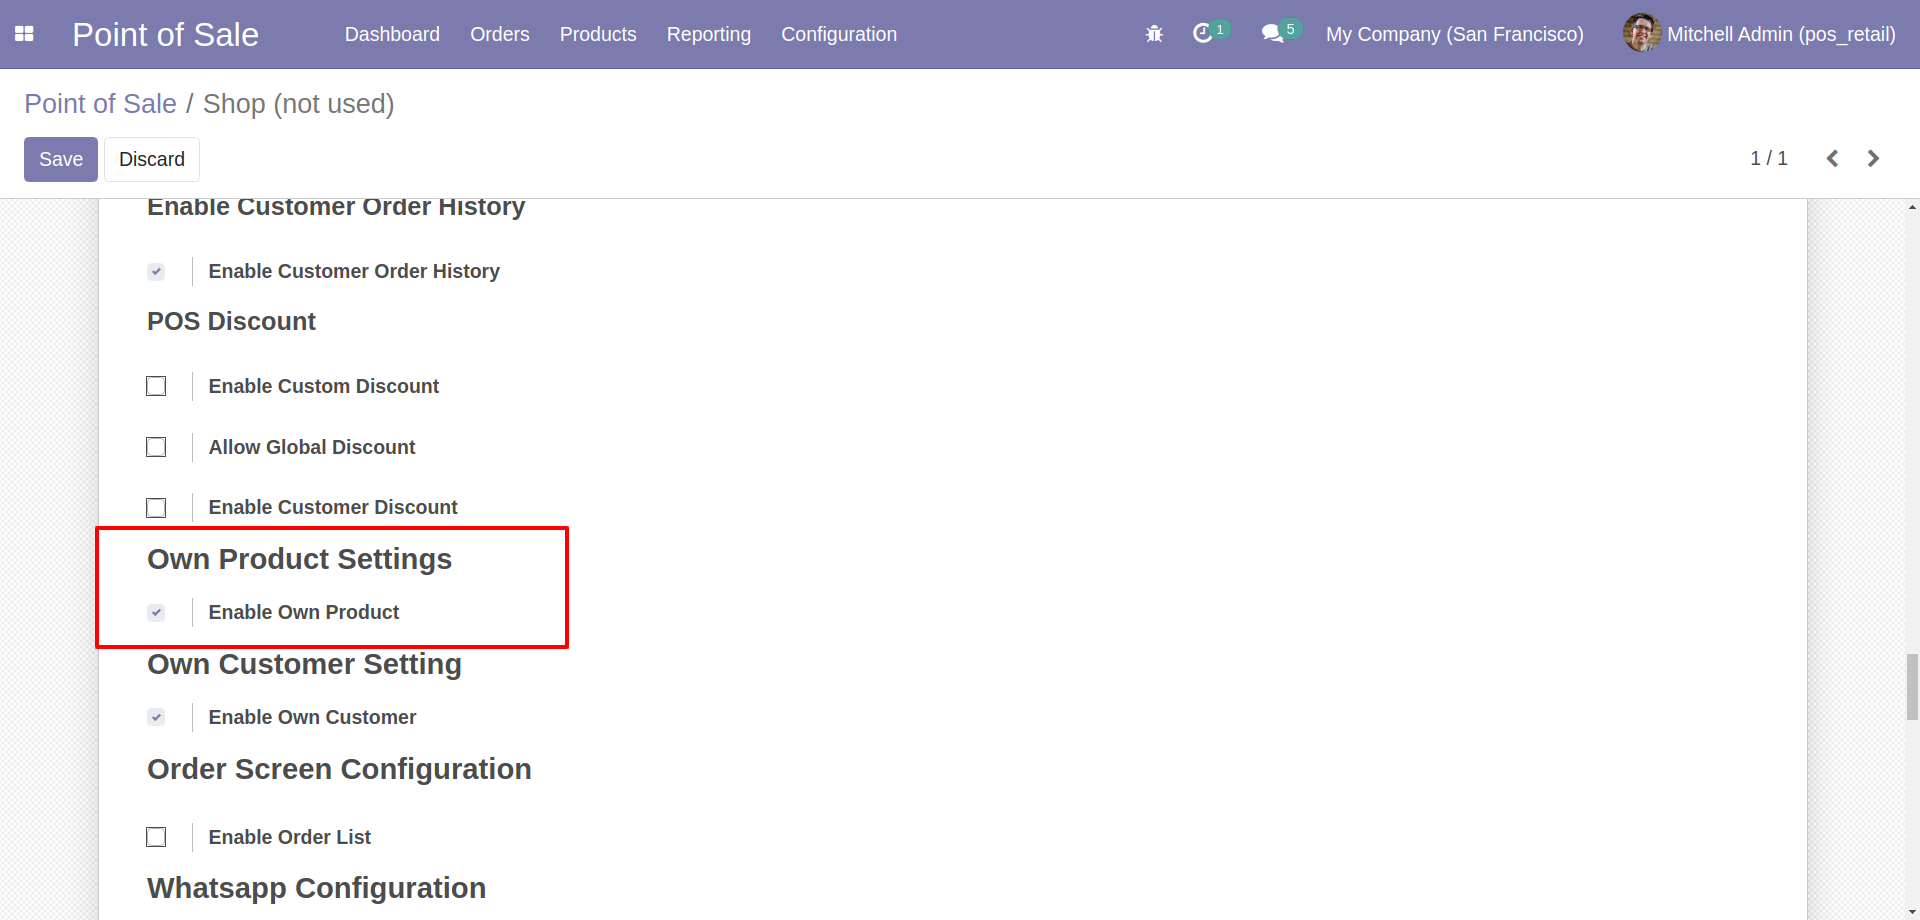 Point of Sale Dashboard Orders Products Reporting Configuration 1 5 My Company (San Francisco) Mitchell Admin (pos_retail)
Point of Sale / Shop (not used)
Save Discard 1 / 1
Enable Customer Order History
Enable Customer Order History
POS Discount
Enable Custom Discount
Allow Global Discount
Enable Customer Discount
Own Product Settings
Enable Own Product
Own Customer Setting
Enable Own Customer
Order Screen Configuration
Enable Order List
Whatsapp Configuration